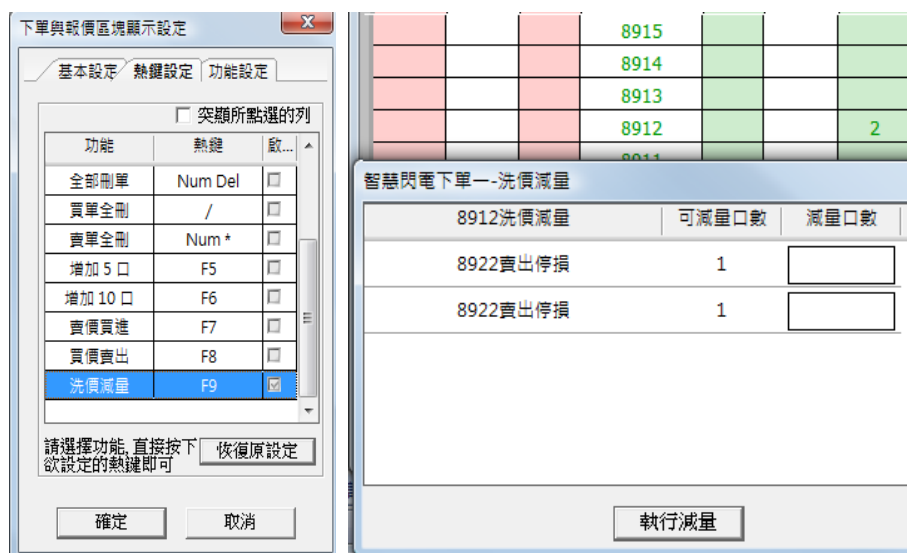 下單與報價區塊顯示設定
基本設定 熱鍵設定 功能設定
突顯所點選的列
功能 熱鍵 啟...
全部刪單 Num Del
買單全刪 /
賣單全刪 Num *
增加 5 口 F5
增加 10 口 F6
賣價買進 F7
買價賣出 F8
洗價減量 F9
請選擇功能,直接按下
欲設定的熱鍵即可
恢復原設定
確定 取消
8915
8914
8913
8912 2
8911
智慧閃電下單一-洗價減量
8912洗價減量 可減量口數 減量口數
8922賣出停損 1
8922賣出停損 1
執行減量